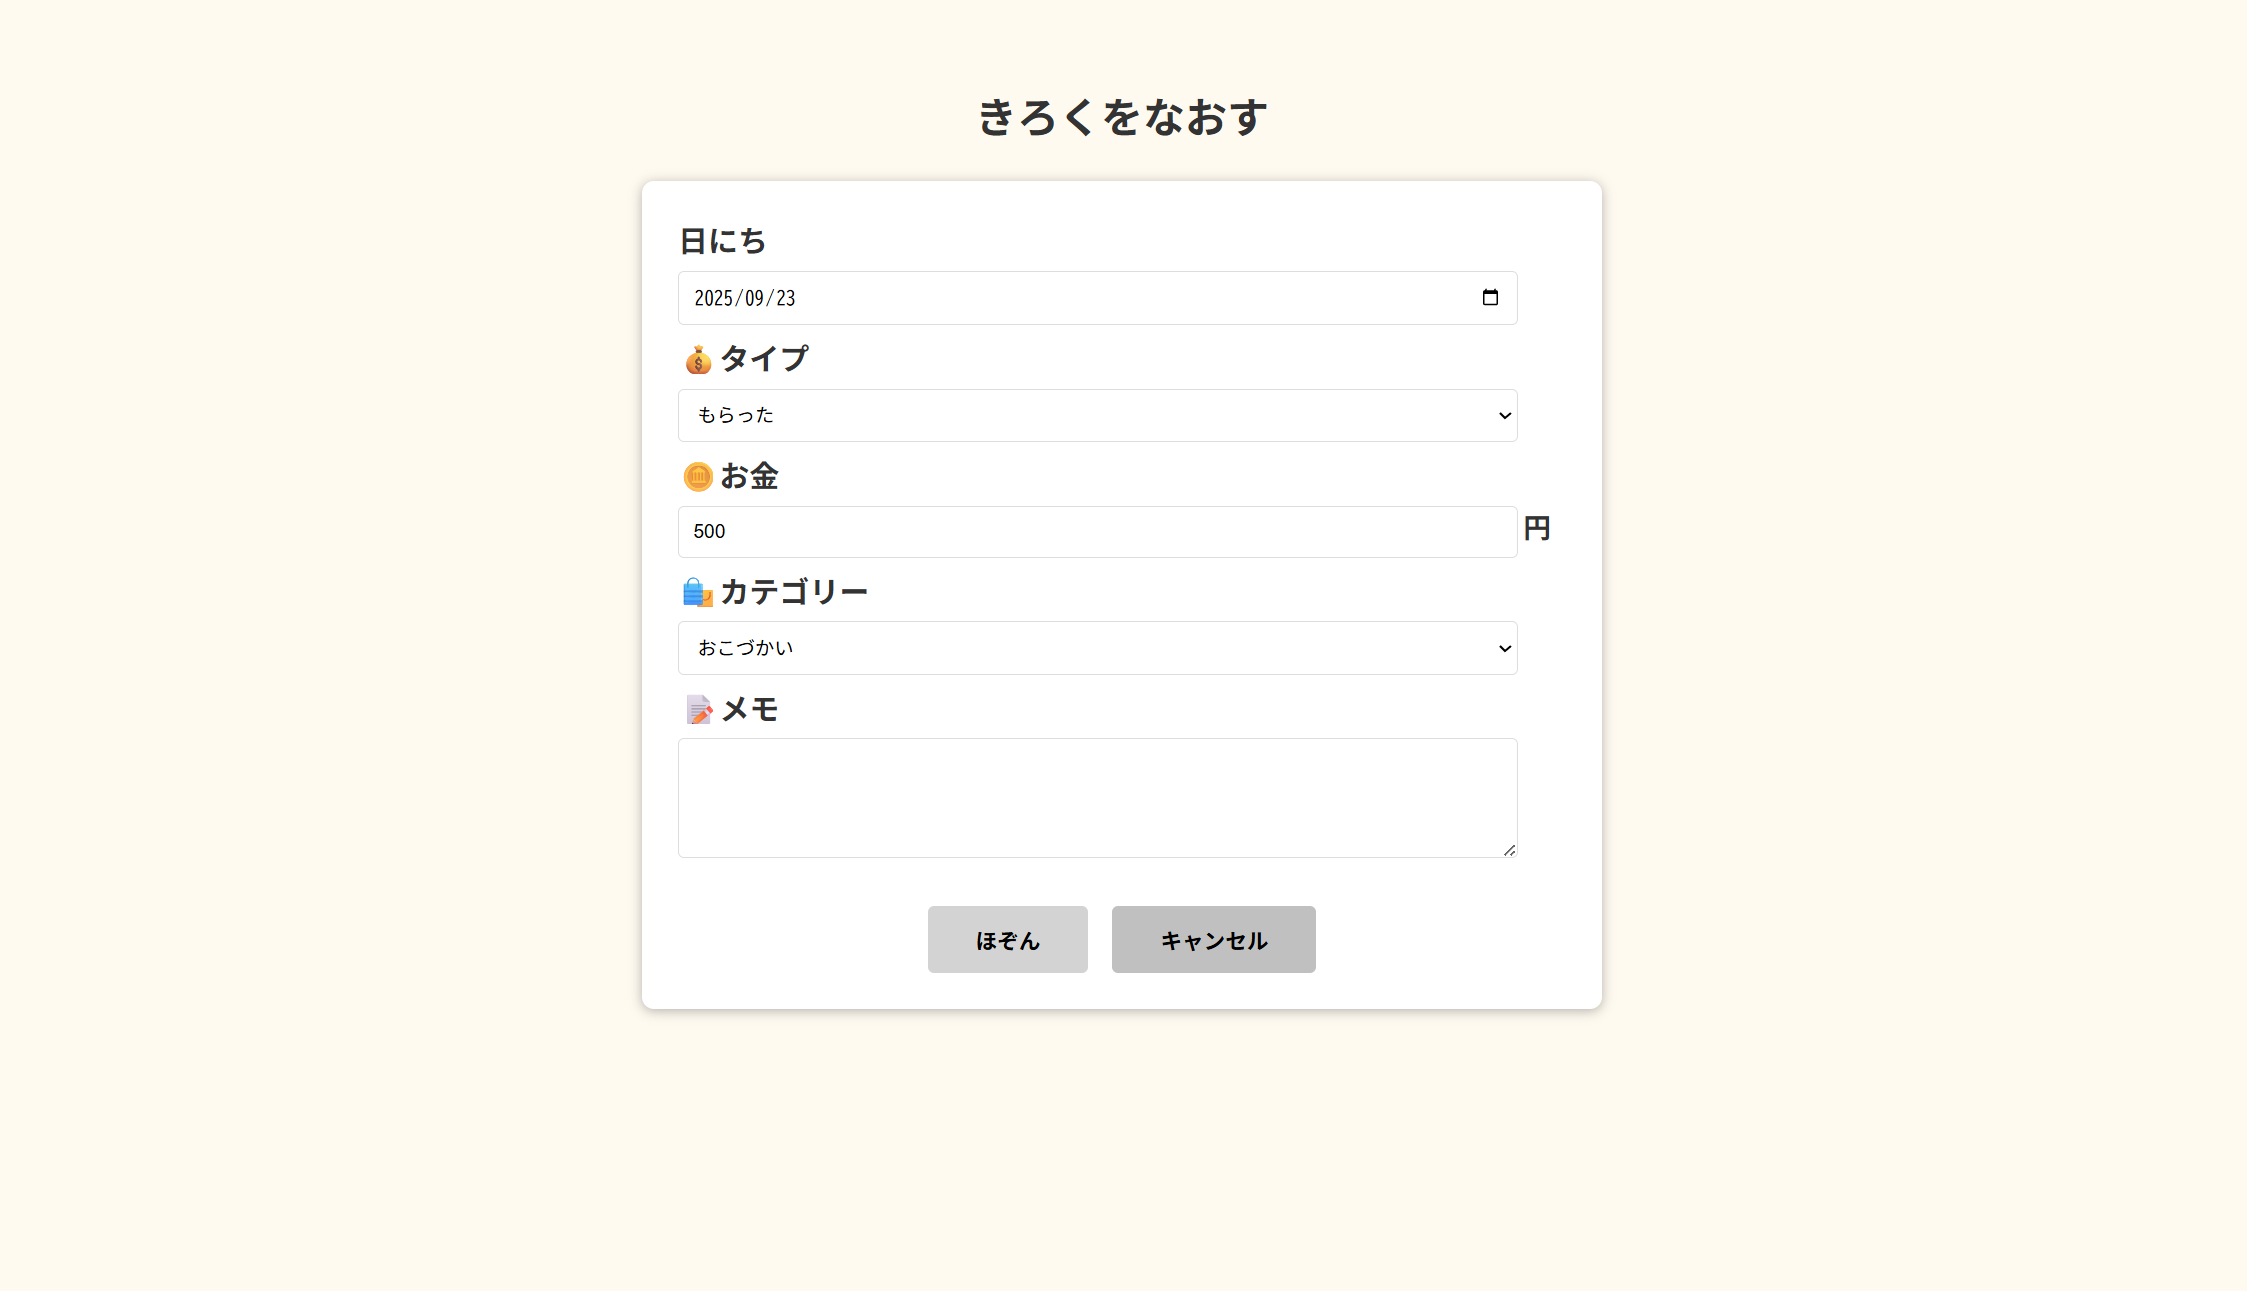 きろくをなおす
日にち
2025/09/23
タイプ
もらった
お金
500 円
カテゴリー
おこづかい
メモ
ほぞん キャンセル